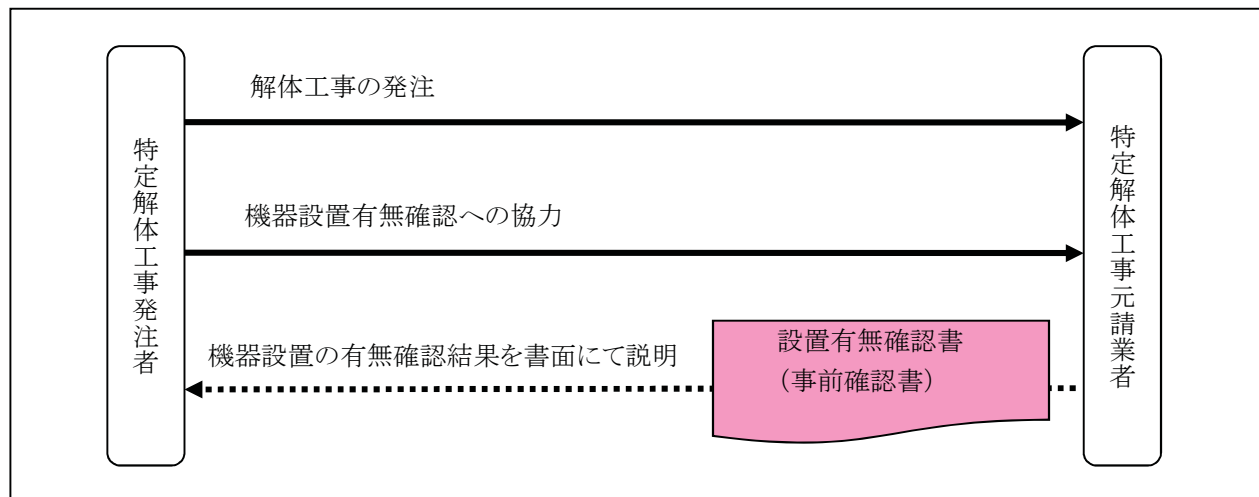 特定解体工事発注者
解体工事の発注
機器設置有無確認への協力
機器設置の有無確認結果を書面にて説明
設置有無確認書
（事前確認書）
特定解体工事元請業者